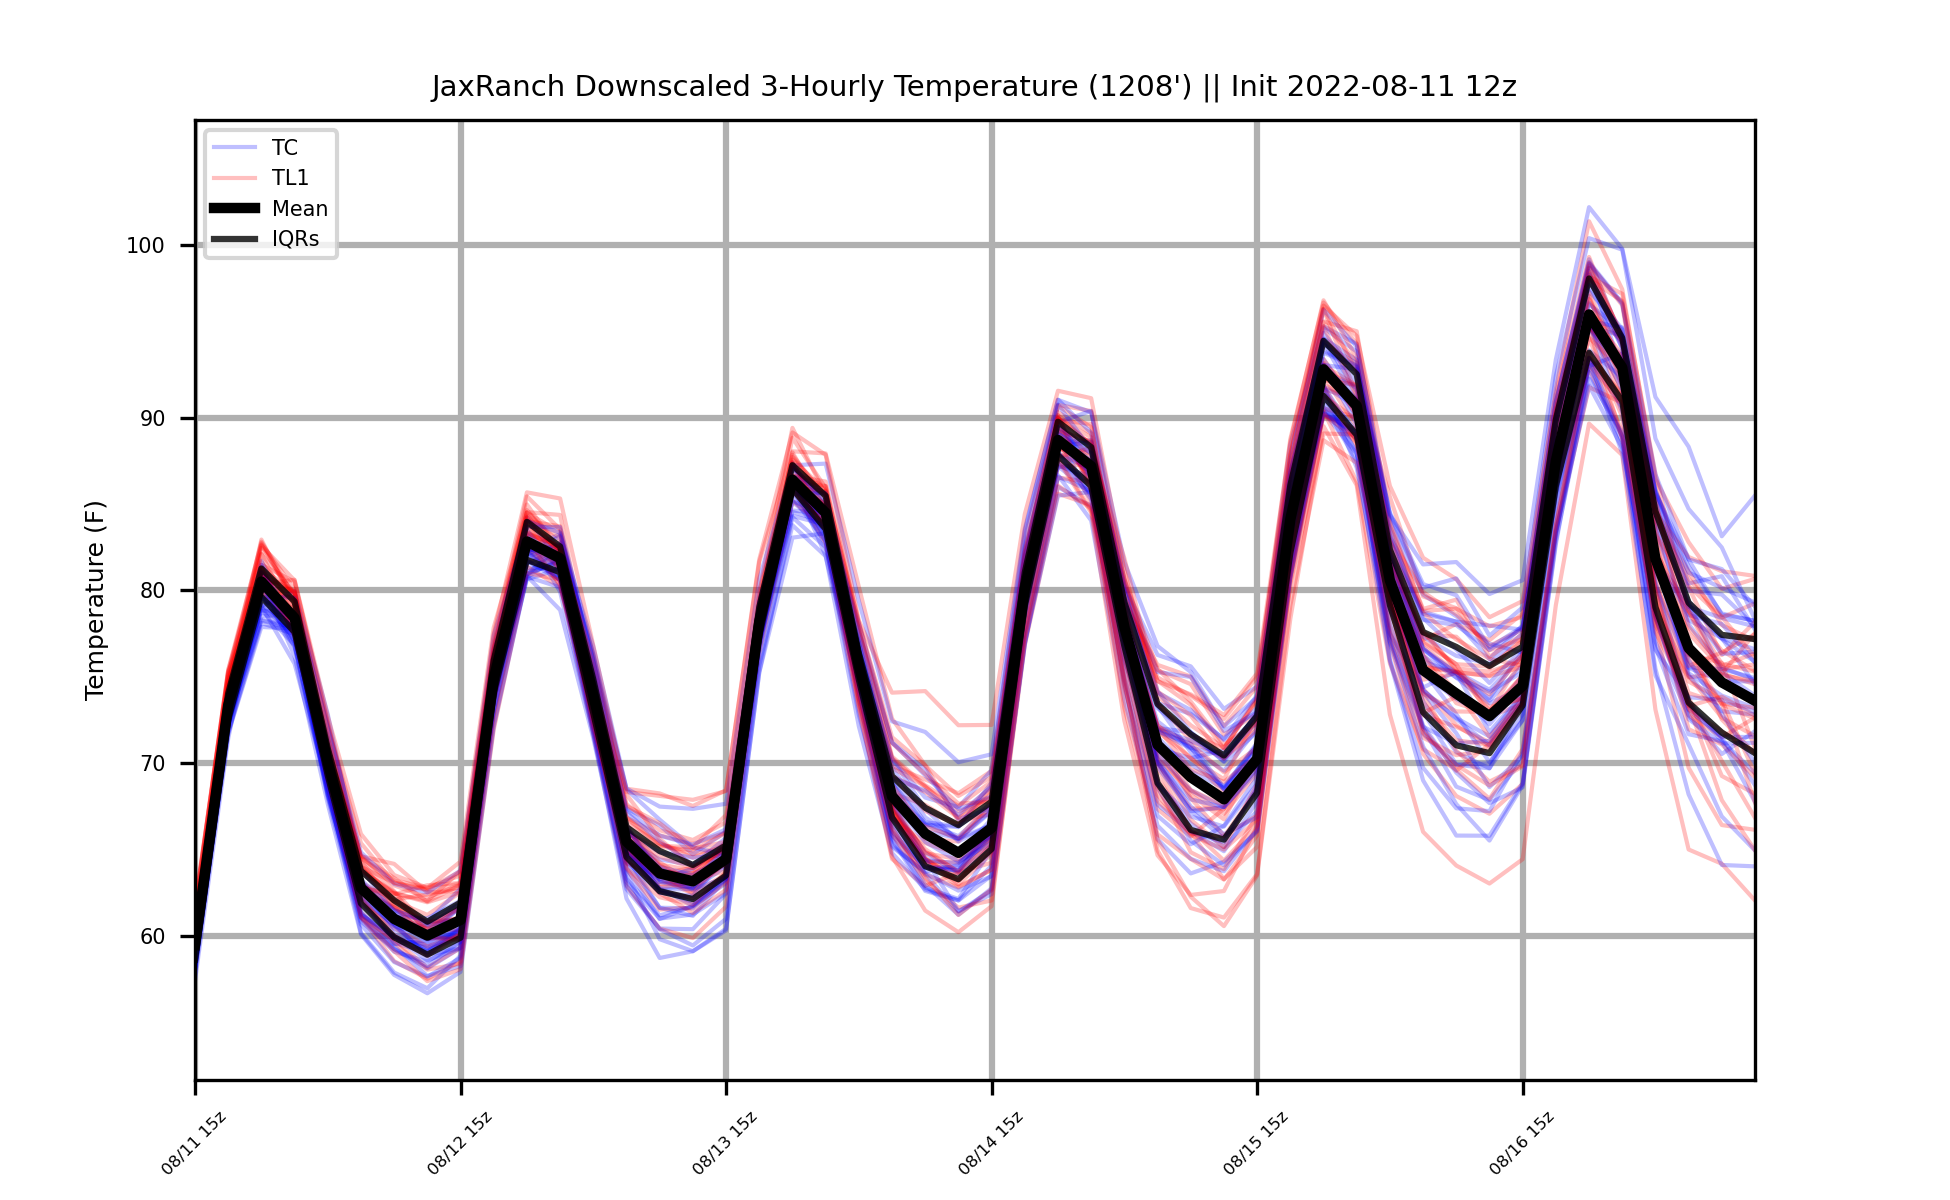 JaxRanch Downscaled 3-Hourly Temperature (1208') || Init 2022-08-11 12z
TC
TL1
Mean
IQRs
Temperature (F)
100
90
80
70
60
08/11 15z
08/12 15z
08/13 15z
08/14 15z
08/15 15z
08/16 15z